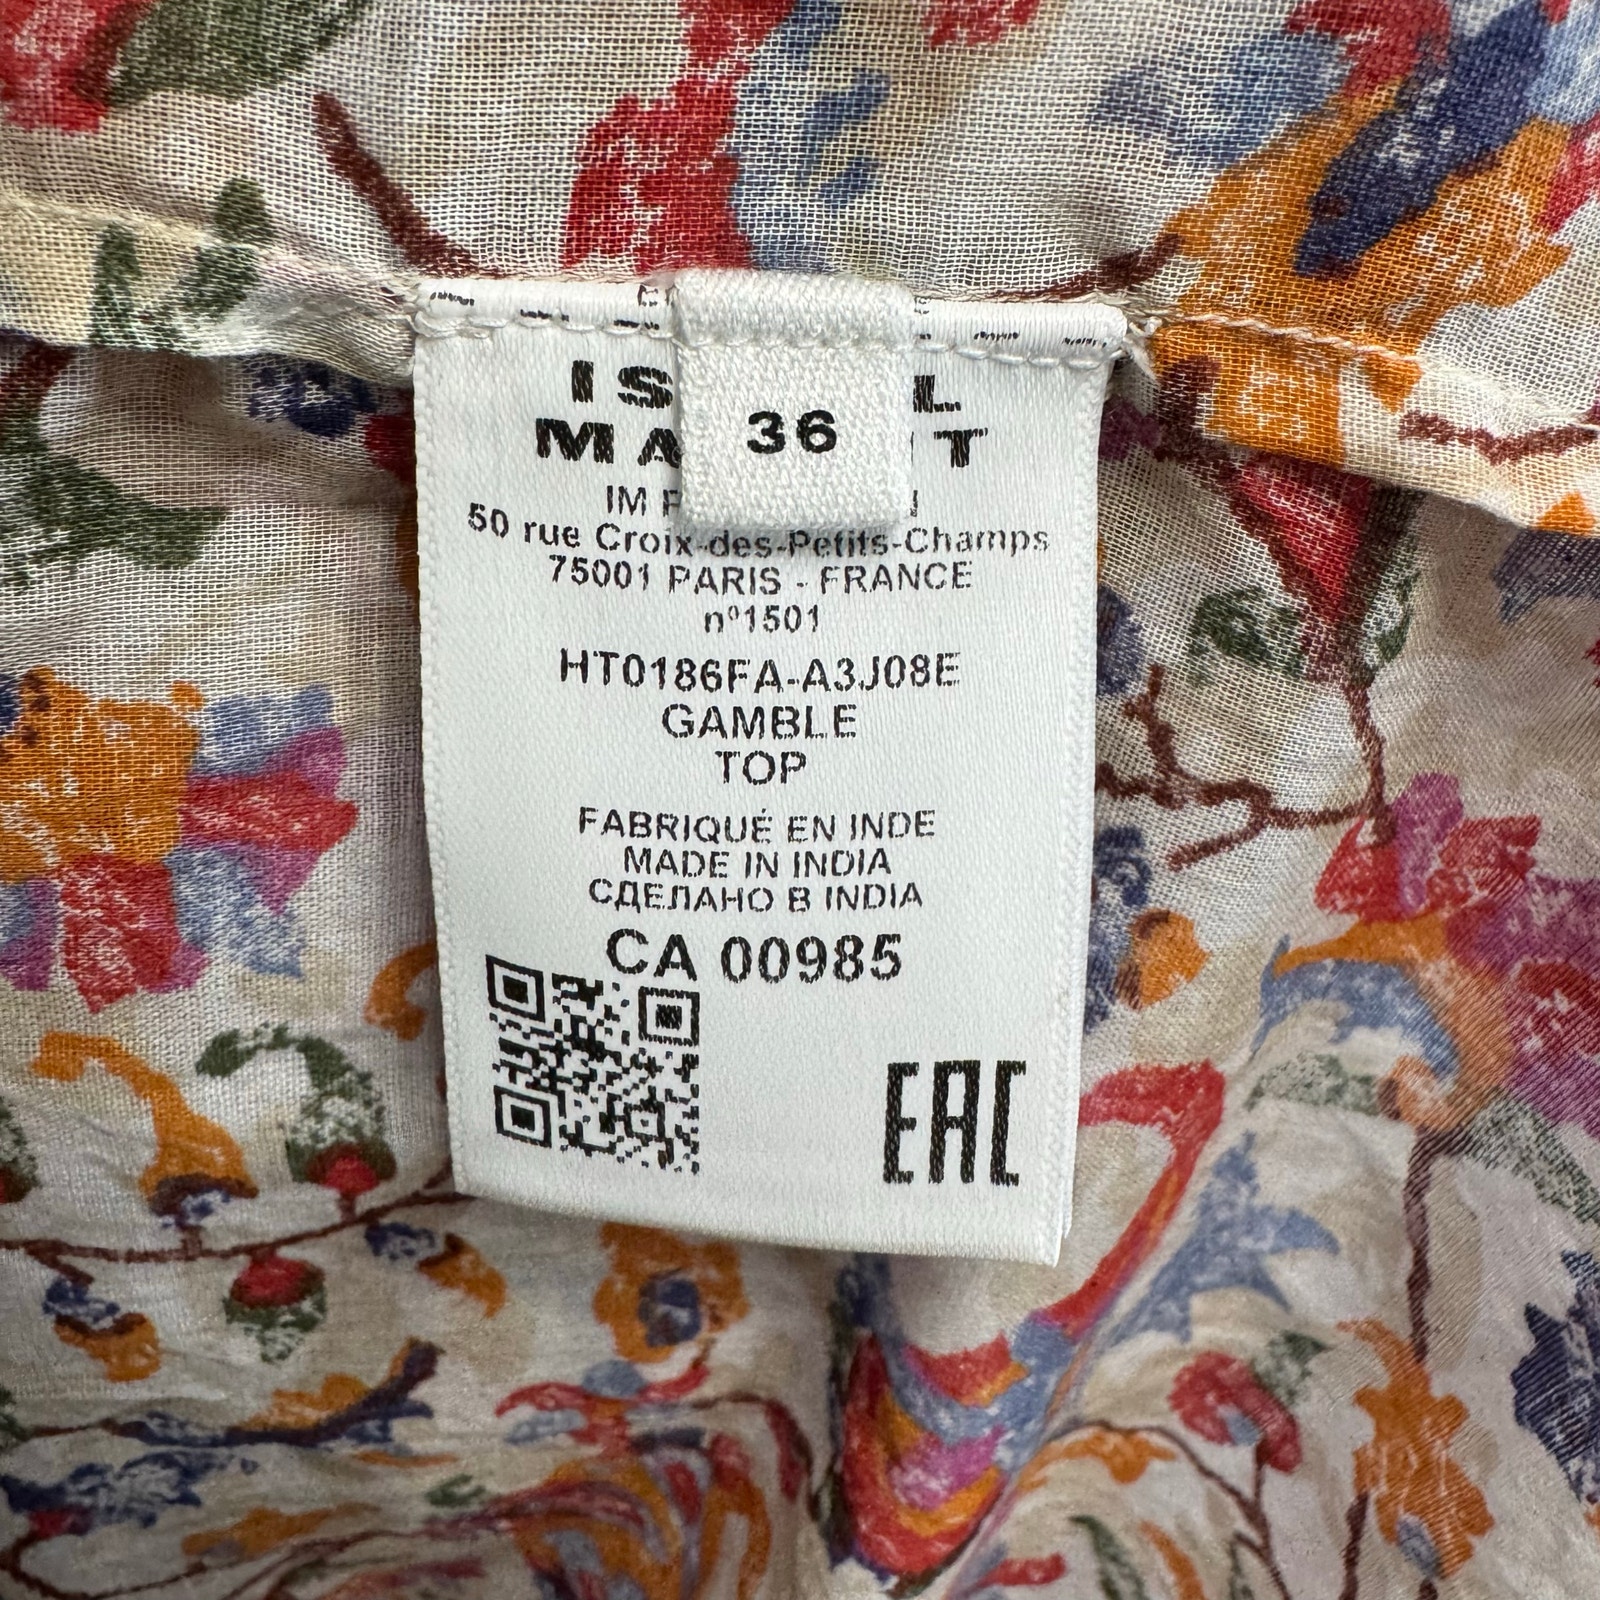 36
50 rue Croix-des-Petits-Champs
75001 PARIS - FRANCE
nº1501
HT0186FA-A3J08E
GAMBLE
TOP
FABRIQUÉ EN INDE
MADE IN INDIA
СДЕЛАНО В INDIA
CA 00985
EAC